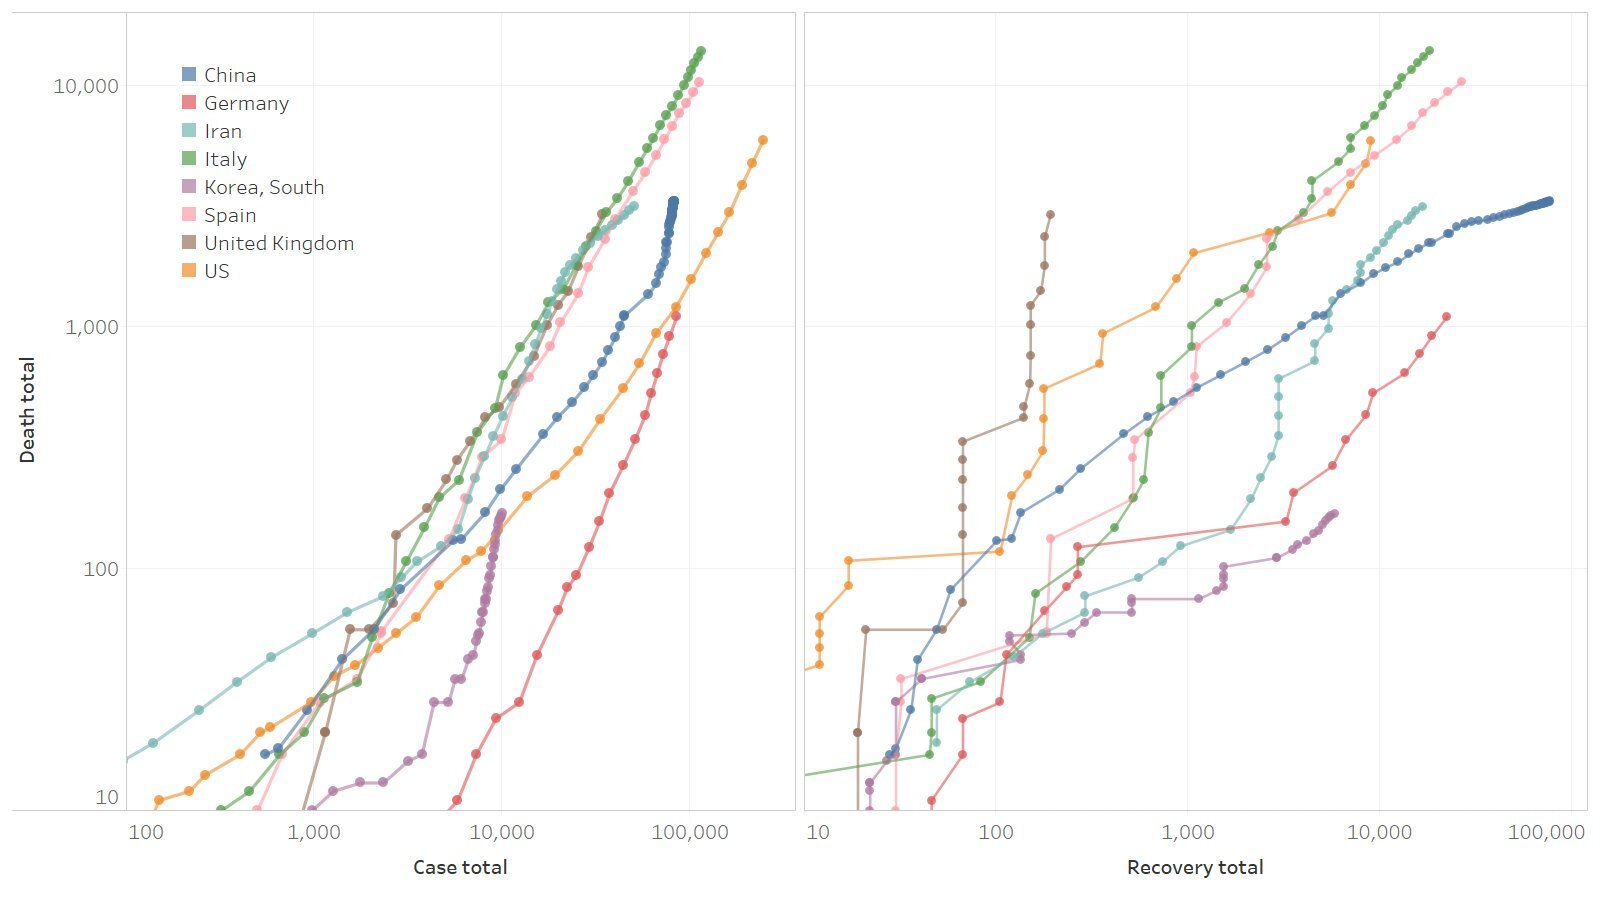 China
Germany
Iran
Italy
Korea, South
Spain
United Kingdom
US
Death total
10,000
1,000
100
10
100
1,000
10,000
100,000
Case total
10
100
1,000
10,000
100,000
Recovery total